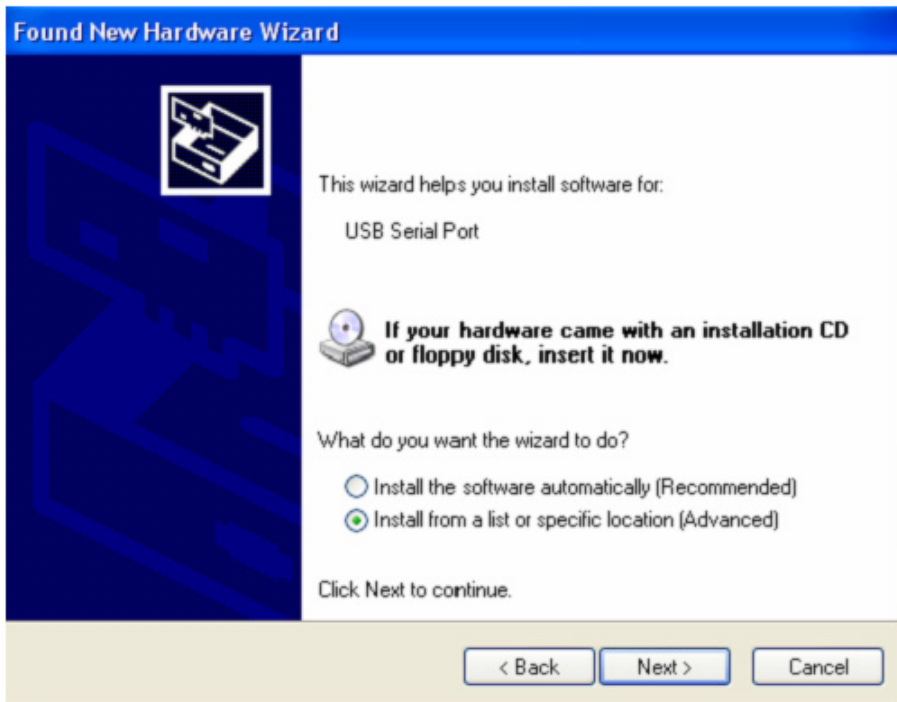 Found New Hardware Wizard
This wizard helps you install software for:
USB Serial Port
If your hardware came with an installation CD
or floppy disk, insert it now.
What do you want the wizard to do?
Install the software automatically (Recommended)
Install from a list or specific location (Advanced)
Click Next to continue.
< Back Next > Cancel